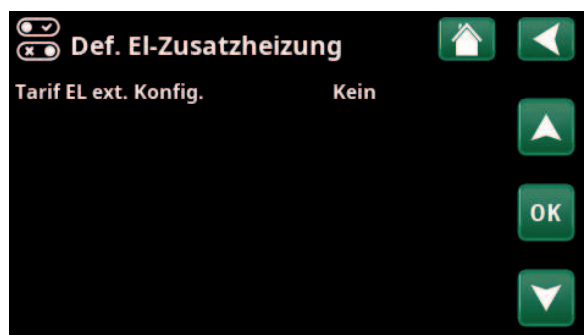 Def. El-Zusatzheizung
Tarif EL ext. Konfig. Kein
OK